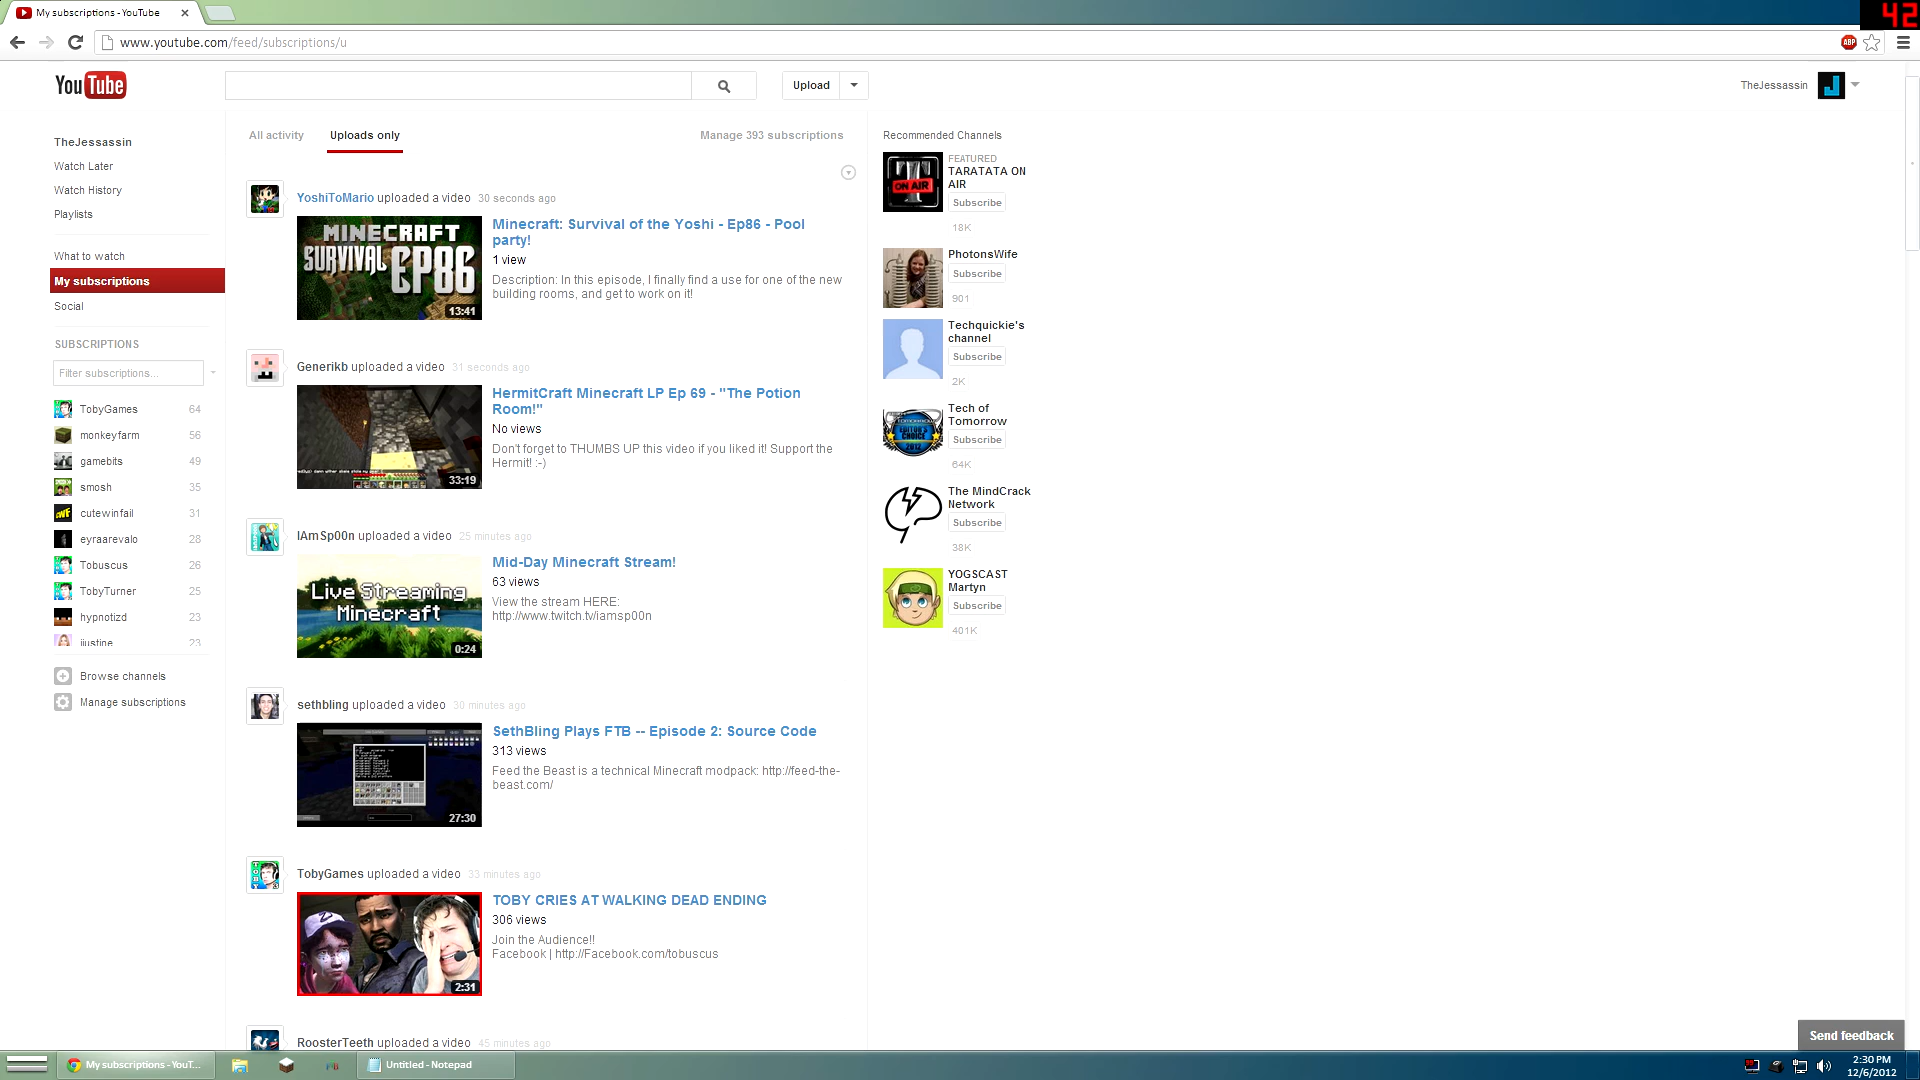 My subscriptions - YouTube
42
www.youtube.com/feed/subscriptions/u
ABP
YouTube
Upload
TheJessassin
TheJessassin
Watch Later
Watch History
Playlists
What to watch
My subscriptions
Social
SUBSCRIPTIONS
Filter subscriptions...
TobyGames 64
monkeyfarm 56
gamebits 49
smosh 35
cutewinfail 31
eyraarevalo 28
Tobuscus 26
TobyTurner 25
hypnotizd 23
ijustine 23
Browse channels
Manage subscriptions
All activity
Uploads only
Manage 393 subscriptions
YoshiToMario uploaded a video 30 seconds ago
MINECRAFT
SURVIVAL EP86
13:41
Minecraft: Survival of the Yoshi - Ep86 - Pool
party!
1 view
Description: In this episode, I finally find a use for one of the new
building rooms, and get to work on it!
Generikb uploaded a video 31 seconds ago
33:19
HermitCraft Minecraft LP Ep 69 - "The Potion
Room!"
No views
Don't forget to THUMBS UP this video if you liked it! Support the
Hermit! :-)
IAmSp00n uploaded a video 25 minutes ago
Live Streaming
Minecraft
0:24
Mid-Day Minecraft Stream!
63 views
View the stream HERE:
http://www.twitch.tv/iamsp00n
sethbling uploaded a video 30 minutes ago
27:30
SethBling Plays FTB -- Episode 2: Source Code
313 views
Feed the Beast is a technical Minecraft modpack: http://feed-the-
beast.com/
TobyGames uploaded a video 33 minutes ago
2:31
TOBY CRIES AT WALKING DEAD ENDING
306 views
Join the Audience!!
Facebook | http://Facebook.com/tobuscus
RoosterTeeth uploaded a video 45 minutes ago
Recommended Channels
ON AIR
FEATURED
TARATATA ON
AIR
Subscribe
18K
PhotonsWife
Subscribe
901
Techquickie's
channel
Subscribe
2K
EDITOR'S
CHOICE
2012
Tech of
Tomorrow
Subscribe
64K
The MindCrack
Network
Subscribe
38K
YOGSCAST
Martyn
Subscribe
401K
Send feedback
My subscriptions - YouT...
Untitled - Notepad
2:30 PM
12/6/2012